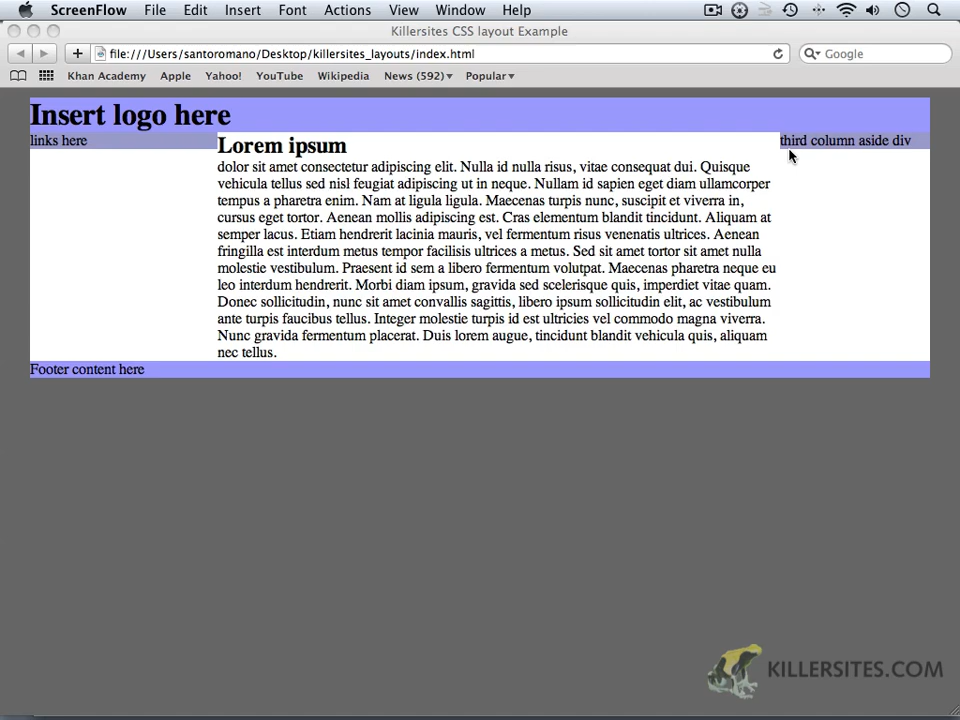 ScreenFlow File Edit Insert Font Actions View Window Help
Killersites CSS layout Example
file:///Users/santoromano/Desktop/killersites_layouts/index.html
Google
Khan Academy Apple Yahoo! YouTube Wikipedia News (592)▾ Popular▾
Insert logo here
links here
Lorem ipsum
dolor sit amet consectetur adipiscing elit. Nulla id nulla risus, vitae consequat dui. Quisque
vehicula tellus sed nisl feugiat adipiscing ut in neque. Nullam id sapien eget diam ullamcorper
tempus a pharetra enim. Nam at ligula ligula. Maecenas turpis nunc, suscipit et viverra in,
cursus eget tortor. Aenean mollis adipiscing est. Cras elementum blandit tincidunt. Aliquam at
semper lacus. Etiam hendrerit lacinia mauris, vel fermentum risus venenatis ultrices. Aenean
fringilla est interdum metus tempor facilisis ultrices a metus. Sed sit amet tortor sit amet nulla
molestie vestibulum. Praesent id sem a libero fermentum volutpat. Maecenas pharetra neque eu
leo interdum hendrerit. Morbi diam ipsum, gravida sed scelerisque quis, imperdiet vitae quam.
Donec sollicitudin, nunc sit amet convallis sagittis, libero ipsum sollicitudin elit, ac vestibulum
ante turpis faucibus tellus. Integer molestie turpis id est ultricies vel commodo magna viverra.
Nunc gravida fermentum placerat. Duis lorem augue, tincidunt blandit vehicula quis, aliquam
nec tellus.
third column aside div
Footer content here
KILLERSITES.COM